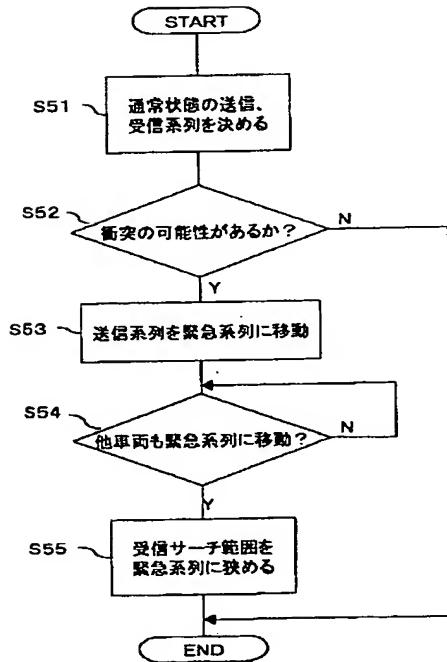 START
S51
通常状態の送信、
受信系列を決める
S52
衝突の可能性があるか?
N
Y
S53
送信系列を緊急系列に移動
S54
他車両も緊急系列に移動?
N
Y
S55
受信サーチ範囲を
緊急系列に狭める
END